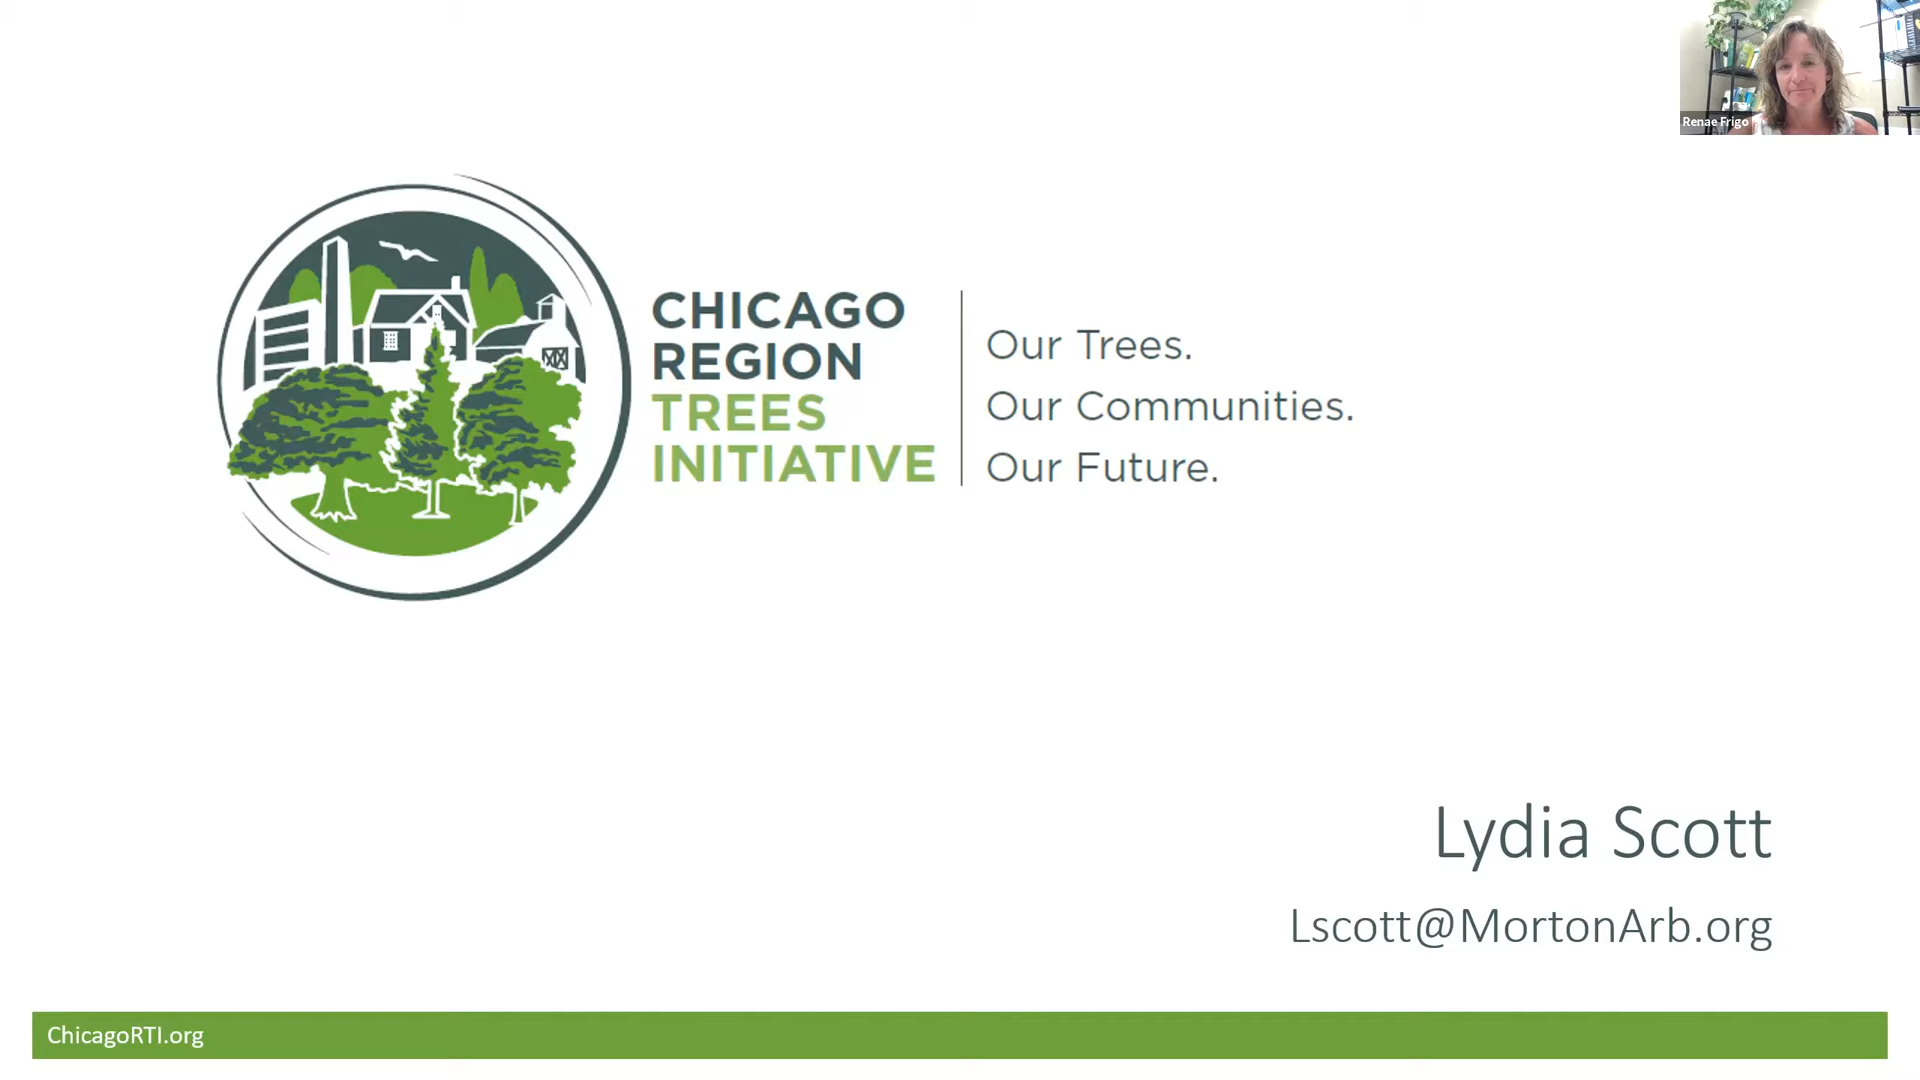 Renae Frigo
CHICAGO
REGION
TREES
INITIATIVE
Our Trees.
Our Communities.
Our Future.
Lydia Scott
Lscott@MortonArb.org
ChicagoRTI.org